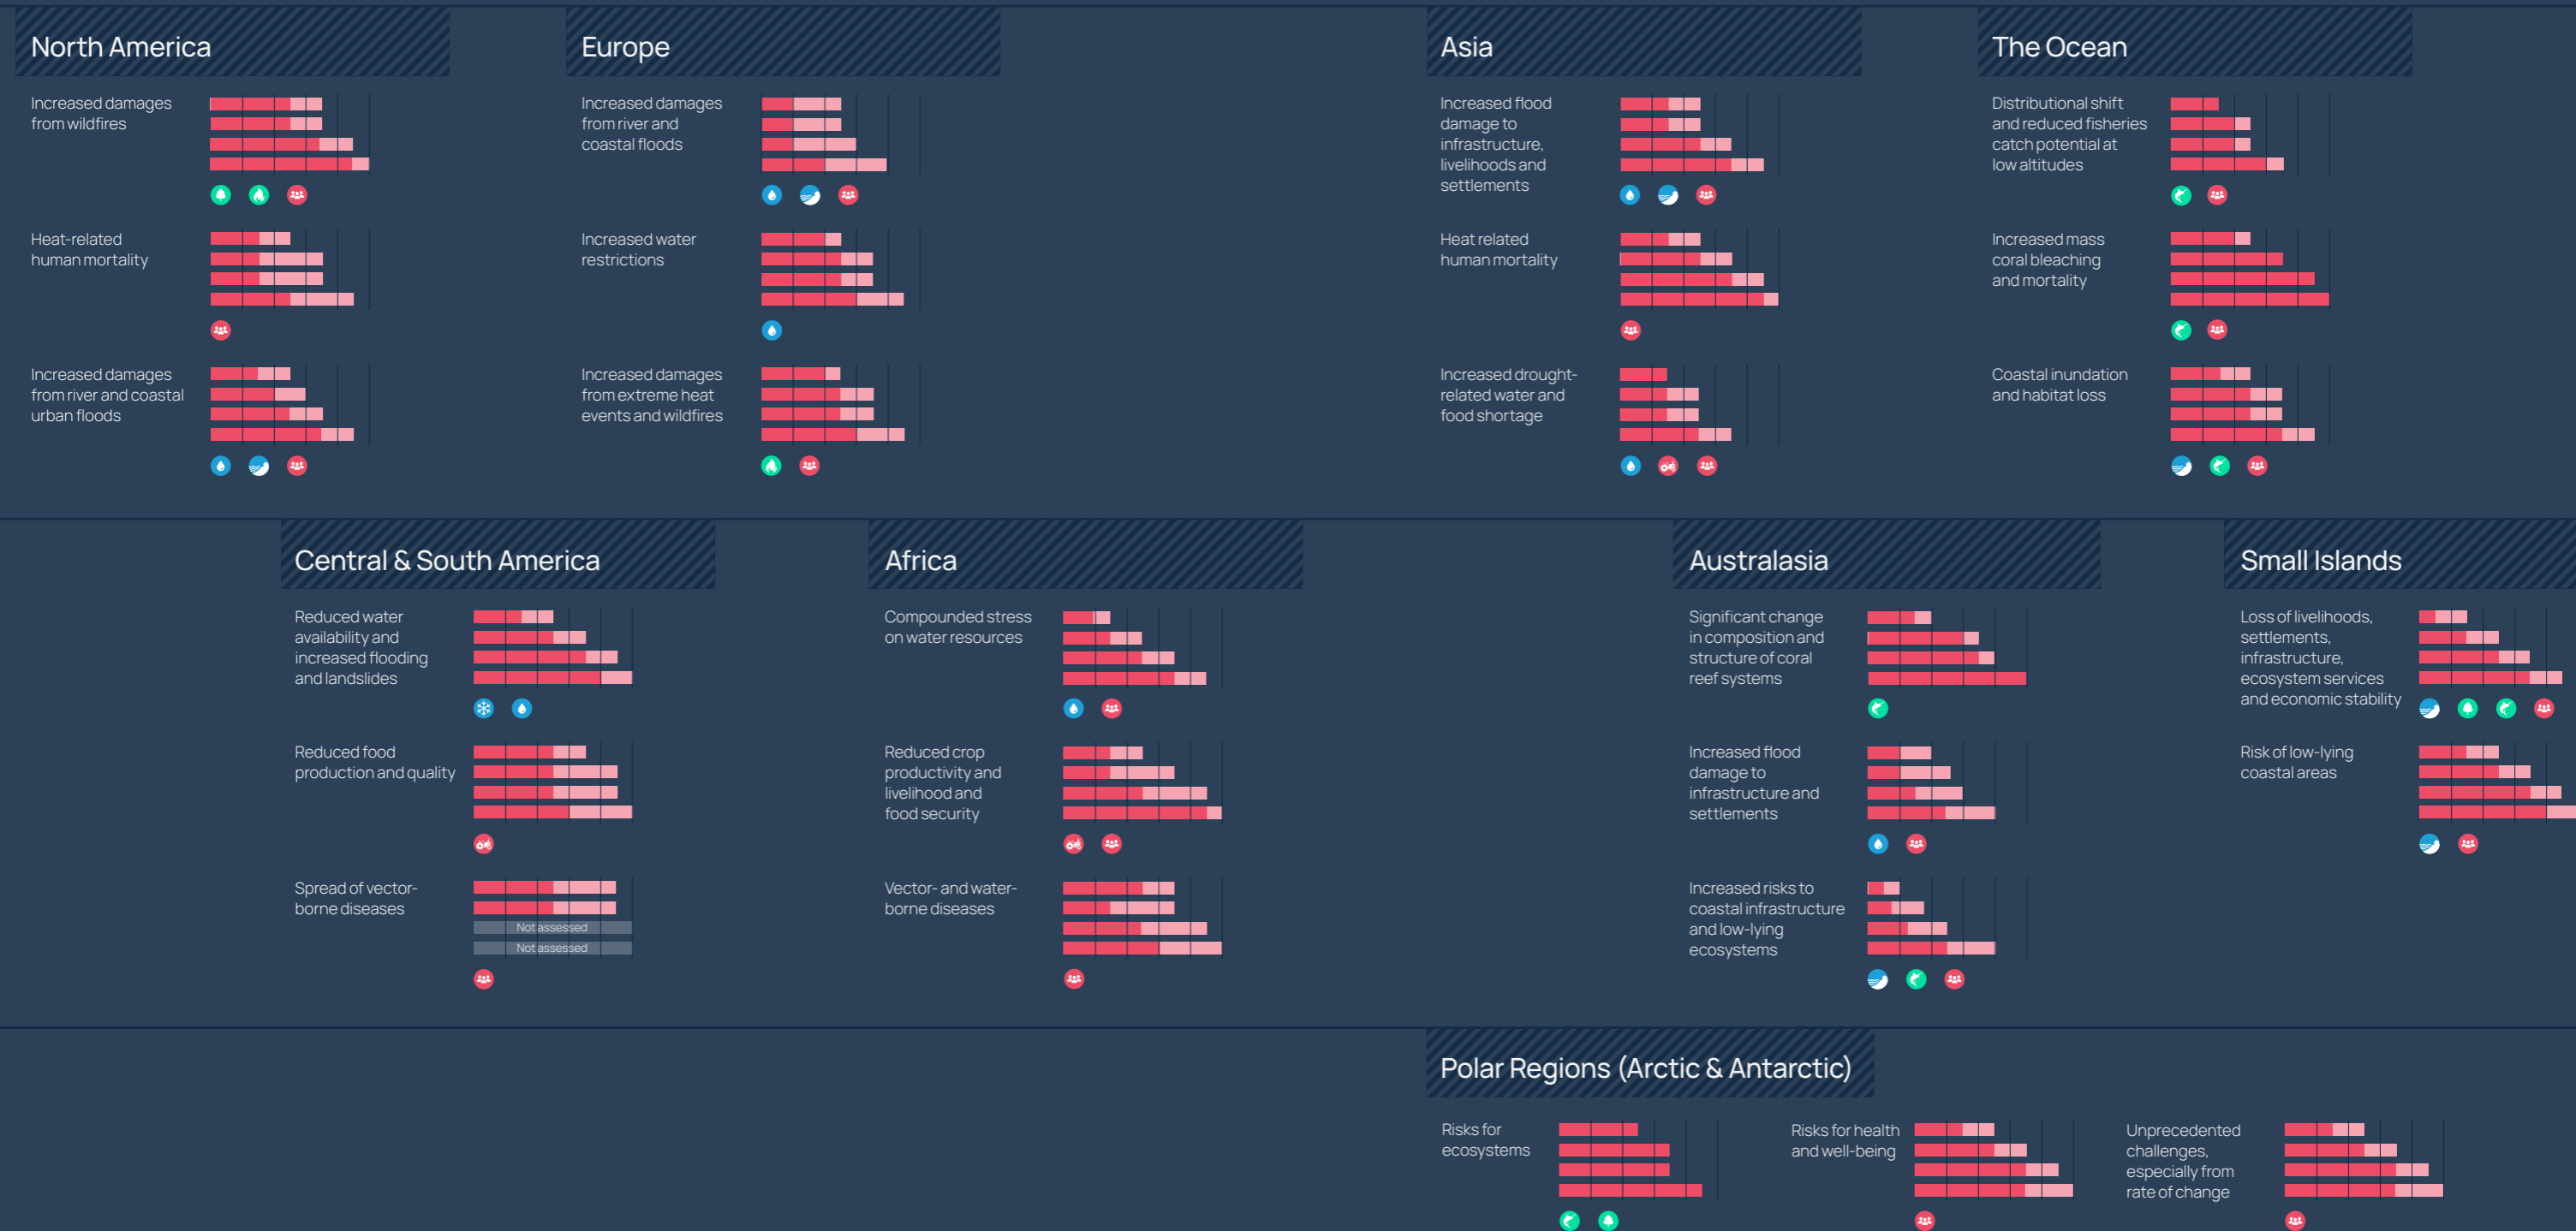 North America
Increased damages
from wildfires
Heat-related
human mortality
Increased damages
from river and coastal
urban floods
Europe
Increased damages
from river and
coastal floods
Increased water
restrictions
Increased damages
from extreme heat
events and wildfires
Asia
Increased flood
damage to
infrastructure,
livelihoods and
settlements
Heat related
human mortality
Increased drought-
related water and
food shortage
The Ocean
Distributional shift
and reduced fisheries
catch potential at
low altitudes
Increased mass
coral bleaching
and mortality
Coastal inundation
and habitat loss
Central & South America
Reduced water
availability and
increased flooding
and landslides
Reduced food
production and quality
Spread of vector-
borne diseases
Not assessed
Not assessed
Africa
Compounded stress
on water resources
Reduced crop
productivity and
livelihood and
food security
Vector- and water-
borne diseases
Australasia
Significant change
in composition and
structure of coral
reef systems
Increased flood
damage to
infrastructure and
settlements
Increased risks to
coastal infrastructure
and low-lying
ecosystems
Small Islands
Loss of livelihoods,
settlements,
infrastructure,
ecosystem services
and economic stability
Risk of low-lying
coastal areas
Polar Regions (Arctic & Antarctic)
Risks for
ecosystems
Risks for health
and well-being
Unprecedented
challenges,
especially from
rate of change